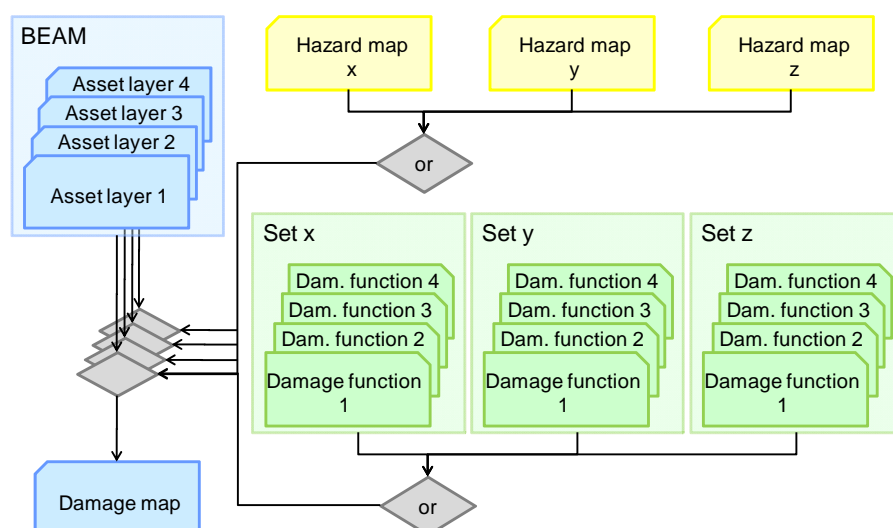 BEAM
Asset layer 4
Asset layer 3
Asset layer 2
Asset layer 1
Hazard map
x
Hazard map
y
Hazard map
z
or
Set x
Dam. function 4
Dam. function 3
Dam. function 2
Damage function
1
Set y
Dam. function 4
Dam. function 3
Dam. function 2
Damage function
1
Set z
Dam. function 4
Dam. function 3
Dam. function 2
Damage function
1
Damage map
or